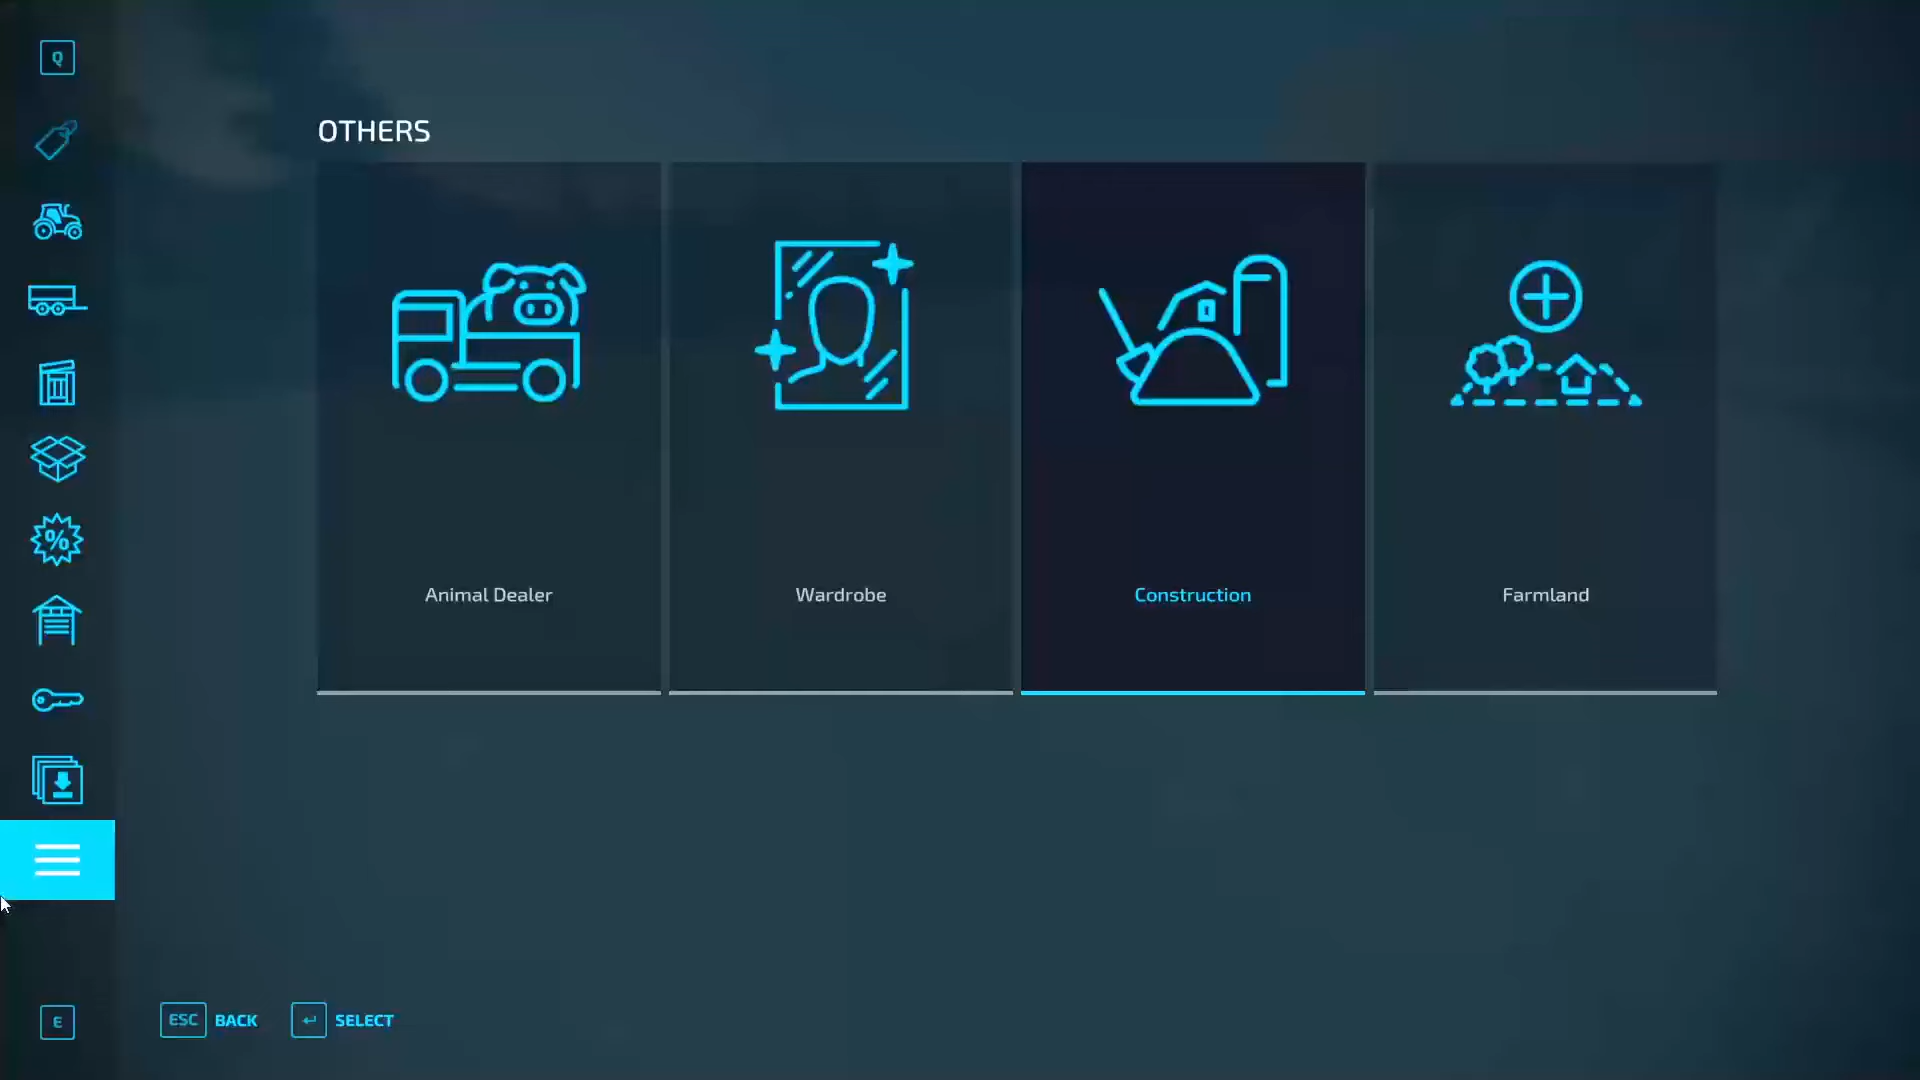 Q
OTHERS
%
Animal Dealer
Wardrobe
Construction
Farmland
E
ESC BACK
↵ SELECT